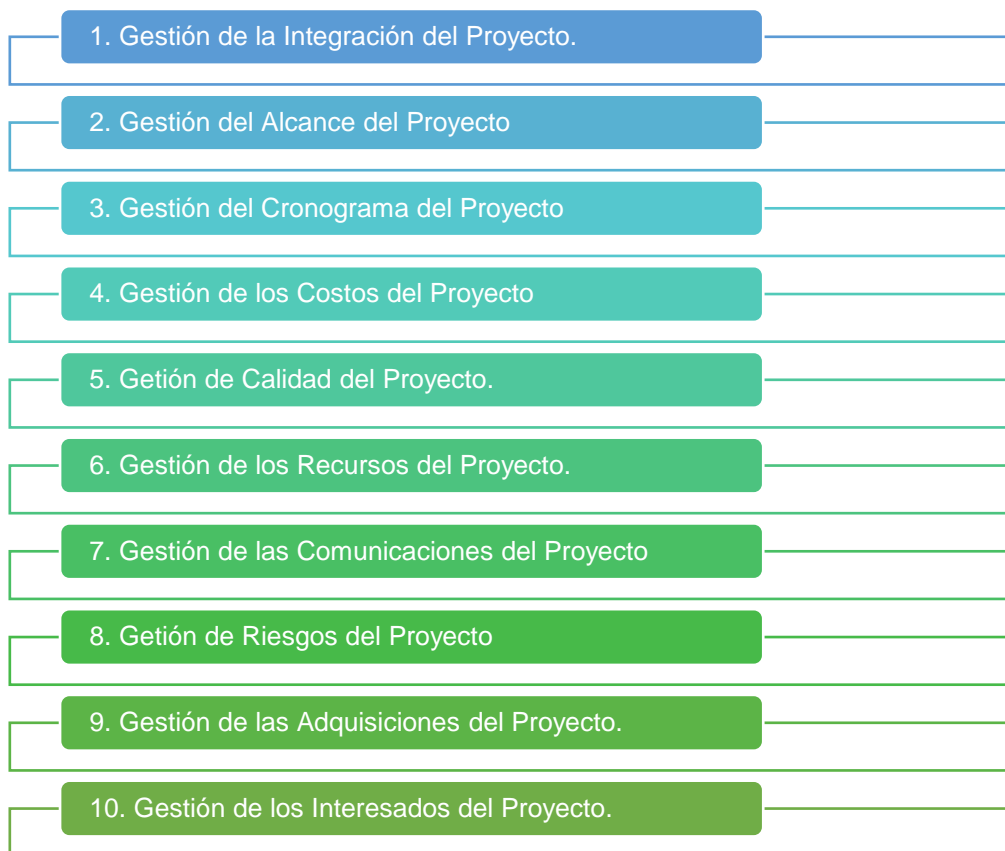 1. Gestión de la Integración del Proyecto.
2. Gestión del Alcance del Proyecto
3. Gestión del Cronograma del Proyecto
4. Gestión de los Costos del Proyecto
5. Getión de Calidad del Proyecto.
6. Gestión de los Recursos del Proyecto.
7. Gestión de las Comunicaciones del Proyecto
8. Getión de Riesgos del Proyecto
9. Gestión de las Adquisiciones del Proyecto.
10. Gestión de los Interesados del Proyecto.